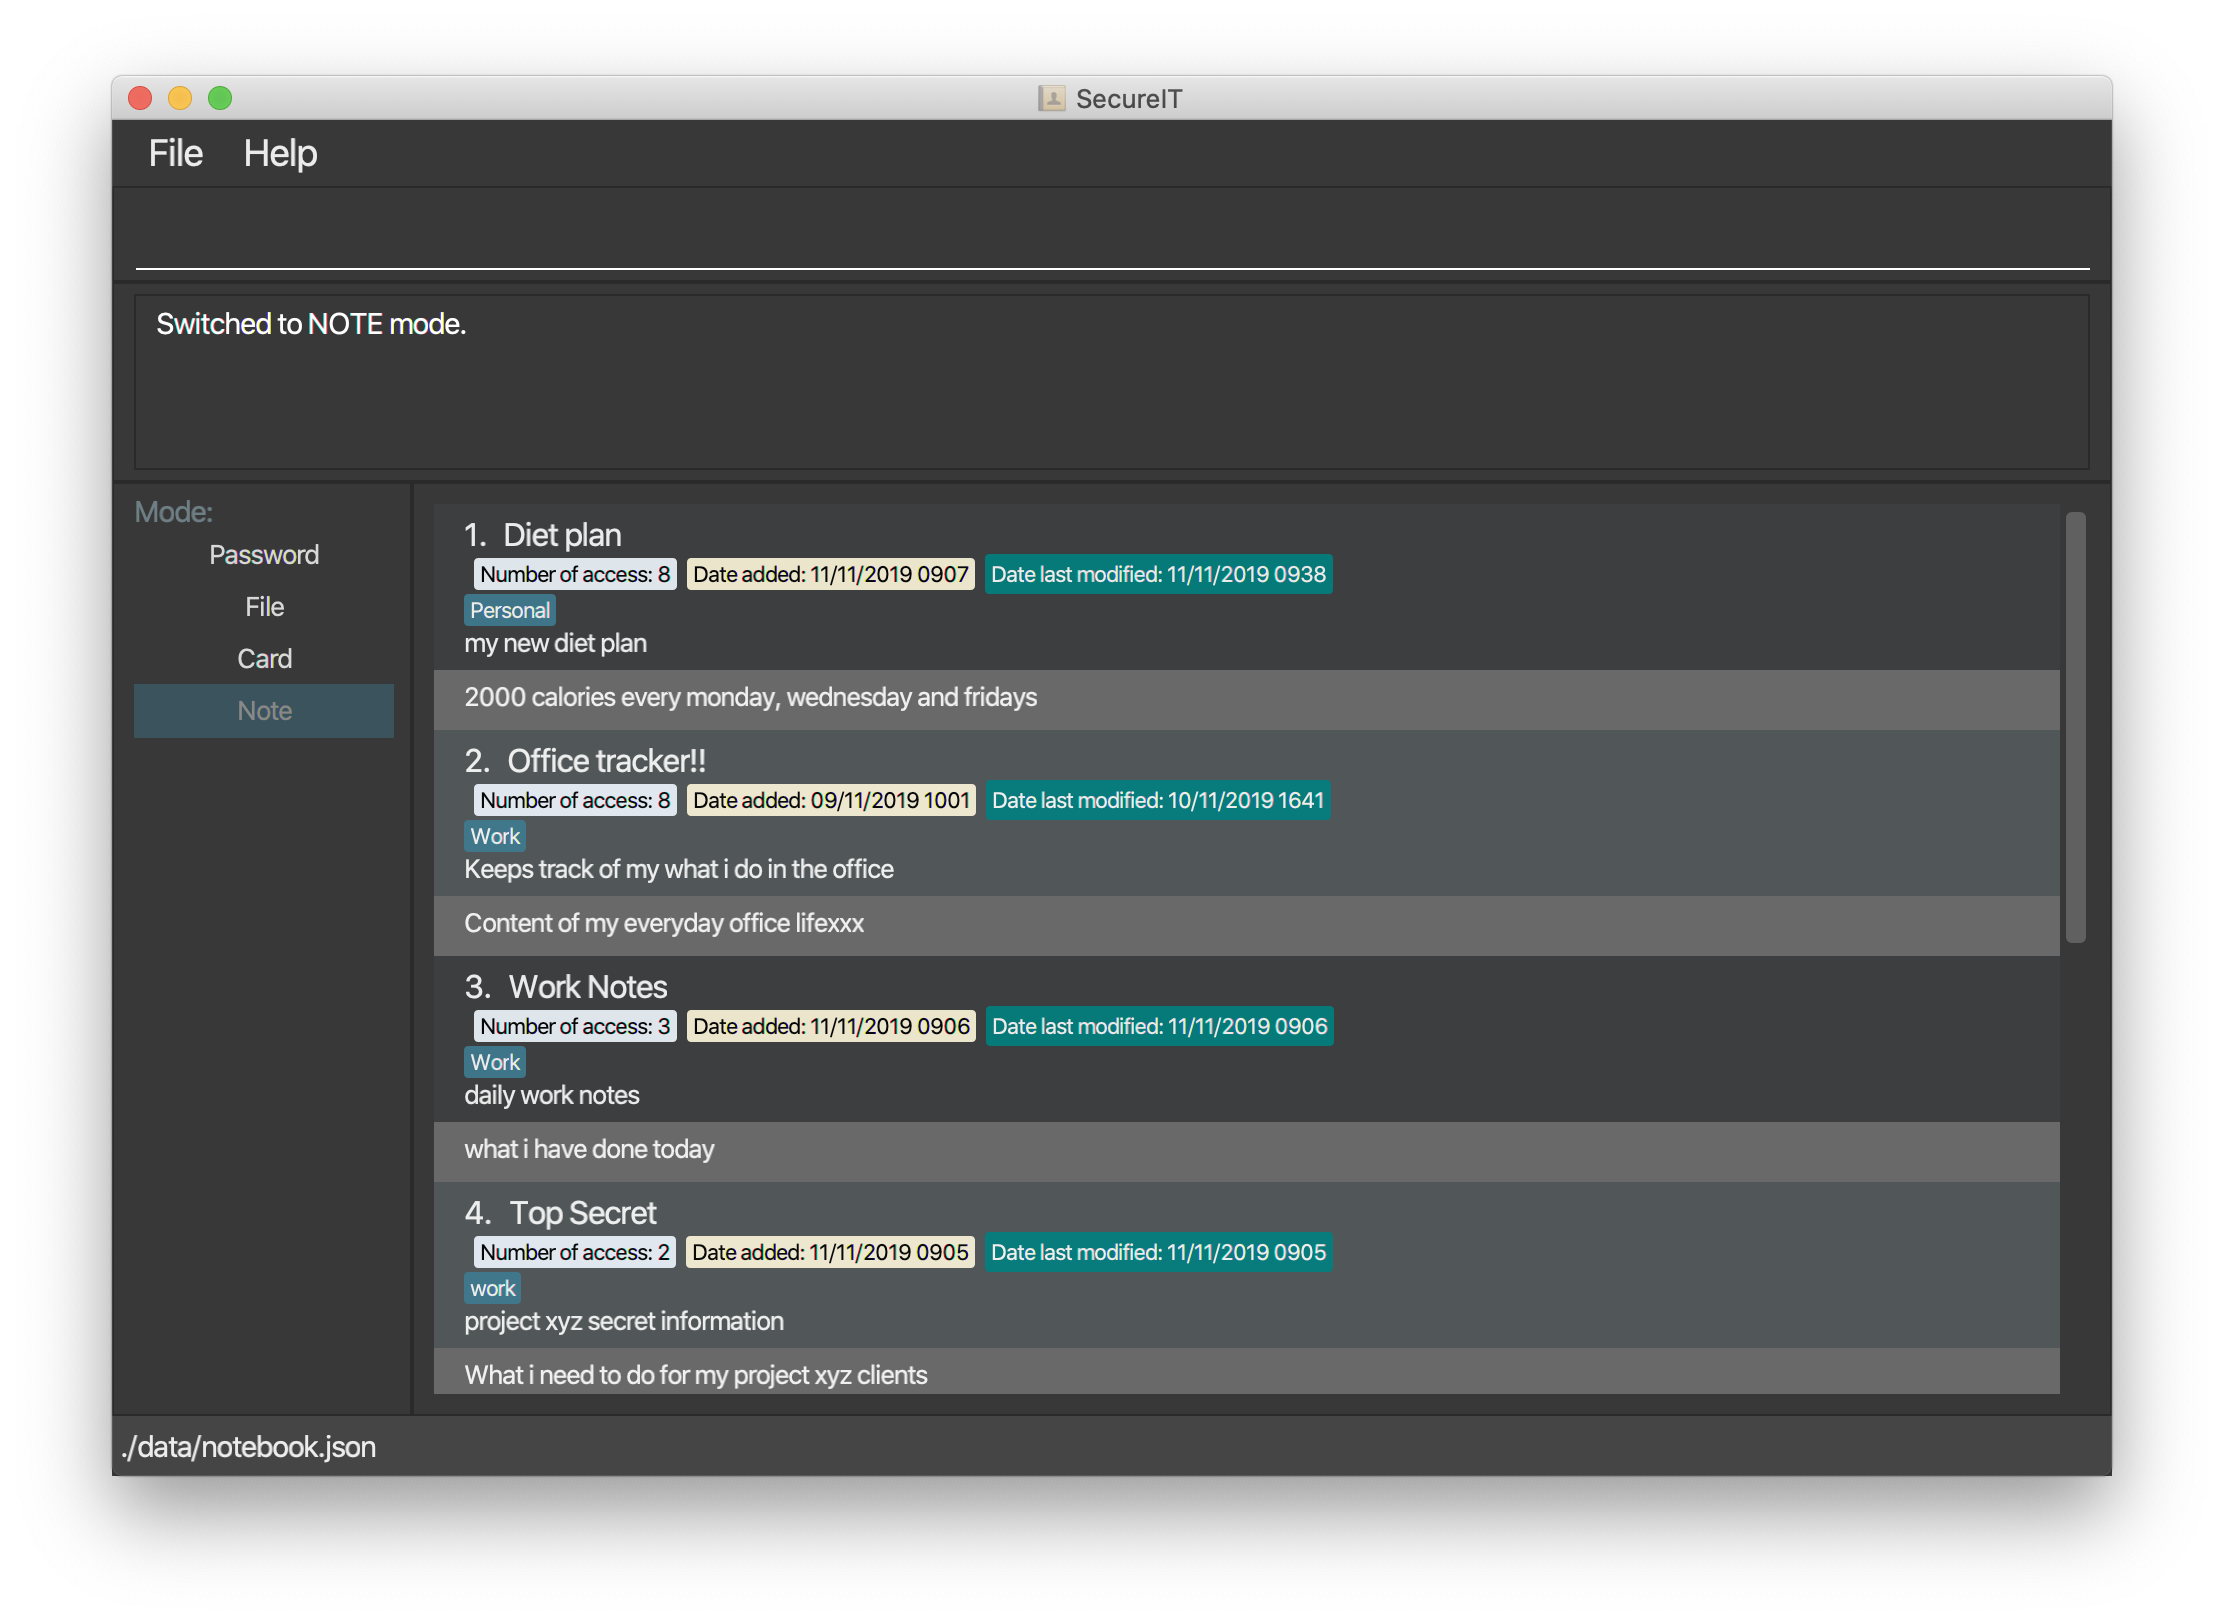 SecureIT
File Help
Switched to NOTE mode.
Mode:
Password
File
Card
Note
1. Diet plan
Number of access: 8 Date added: 11/11/2019 0907 Date last modified: 11/11/2019 0938
Personal
my new diet plan
2000 calories every monday, wednesday and fridays
2. Office tracker!!
Number of access: 8 Date added: 09/11/2019 1001 Date last modified: 10/11/2019 1641
Work
Keeps track of my what i do in the office
Content of my everyday office lifexxx
3. Work Notes
Number of access: 3 Date added: 11/11/2019 0906 Date last modified: 11/11/2019 0906
Work
daily work notes
what i have done today
4. Top Secret
Number of access: 2 Date added: 11/11/2019 0905 Date last modified: 11/11/2019 0905
work
project xyz secret information
What i need to do for my project xyz clients
./data/notebook.json